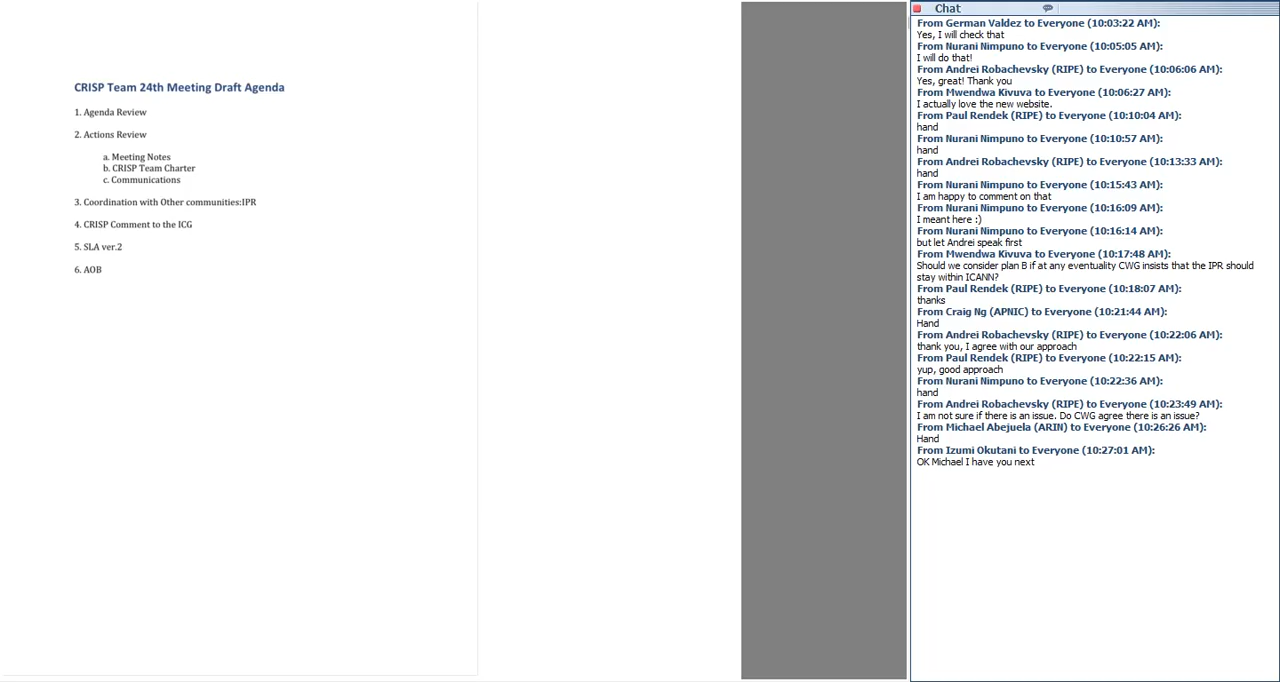 CRISP Team 24th Meeting Draft Agenda
1. Agenda Review
2. Actions Review
a. Meeting Notes
b. CRISP Team Charter
c. Communications
3. Coordination with Other communities:IPR
4. CRISP Comment to the ICG
5. SLA ver.2
6. AOB
Chat
From German Valdez to Everyone (10:03:22 AM):
Yes, I will check that
From Nurani Nimpuno to Everyone (10:05:05 AM):
I will do that!
From Andrei Robachevsky (RIPE) to Everyone (10:06:06 AM):
Yes, great! Thank you
From Mwendwa Kivuva to Everyone (10:06:27 AM):
I actually love the new website.
From Paul Rendek (RIPE) to Everyone (10:10:04 AM):
hand
From Nurani Nimpuno to Everyone (10:10:57 AM):
hand
From Andrei Robachevsky (RIPE) to Everyone (10:13:33 AM):
hand
From Nurani Nimpuno to Everyone (10:15:43 AM):
I am happy to comment on that
From Nurani Nimpuno to Everyone (10:16:09 AM):
I meant here :)
From Nurani Nimpuno to Everyone (10:16:14 AM):
but let Andrei speak first
From Mwendwa Kivuva to Everyone (10:17:48 AM):
Should we consider plan B if at any eventuality CWG insists that the IPR should
stay within ICANN?
From Paul Rendek (RIPE) to Everyone (10:18:07 AM):
thanks
From Craig Ng (APNIC) to Everyone (10:21:44 AM):
Hand
From Andrei Robachevsky (RIPE) to Everyone (10:22:06 AM):
thank you, I agree with our approach
From Paul Rendek (RIPE) to Everyone (10:22:15 AM):
yup, good approach
From Nurani Nimpuno to Everyone (10:22:36 AM):
hand
From Andrei Robachevsky (RIPE) to Everyone (10:23:49 AM):
I am not sure if there is an issue. Do CWG agree there is an issue?
From Michael Abejuela (ARIN) to Everyone (10:26:26 AM):
Hand
From Izumi Okutani to Everyone (10:27:01 AM):
OK Michael I have you next